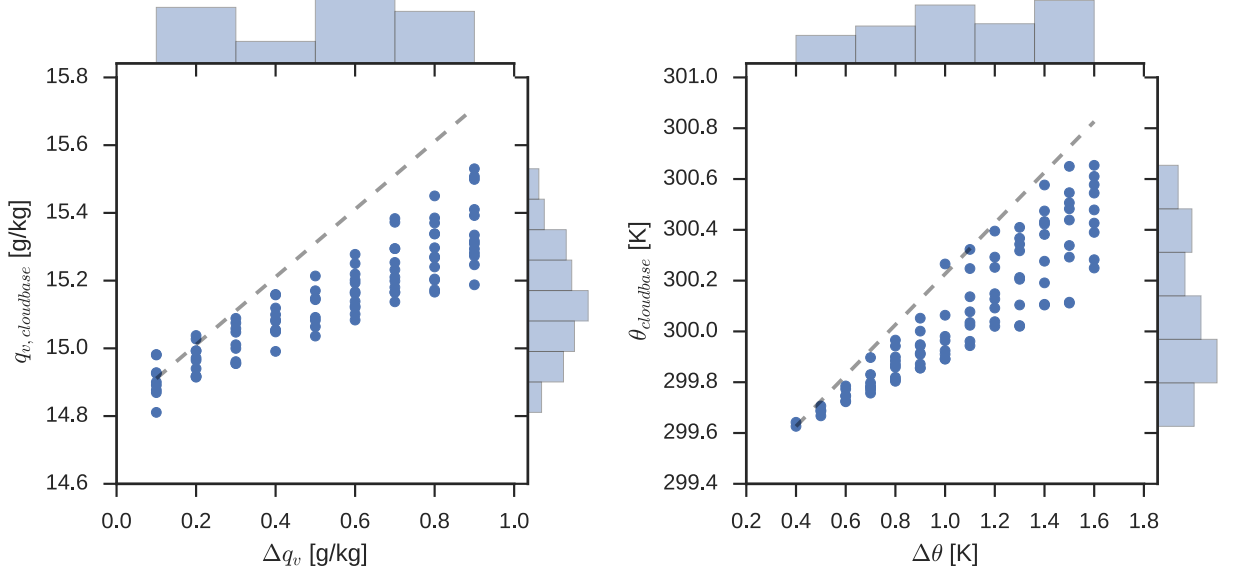 15.8
15.6
15.4
15.2
15.0
14.8
14.6
q_{v, cloudbase} [g/kg]
0.0 0.2 0.4 0.6 0.8 1.0
Δq_v [g/kg]
301.0
300.8
300.6
300.4
300.2
300.0
299.8
299.6
299.4
θ_{cloudbase} [K]
0.2 0.4 0.6 0.8 1.0 1.2 1.4 1.6 1.8
Δθ [K]